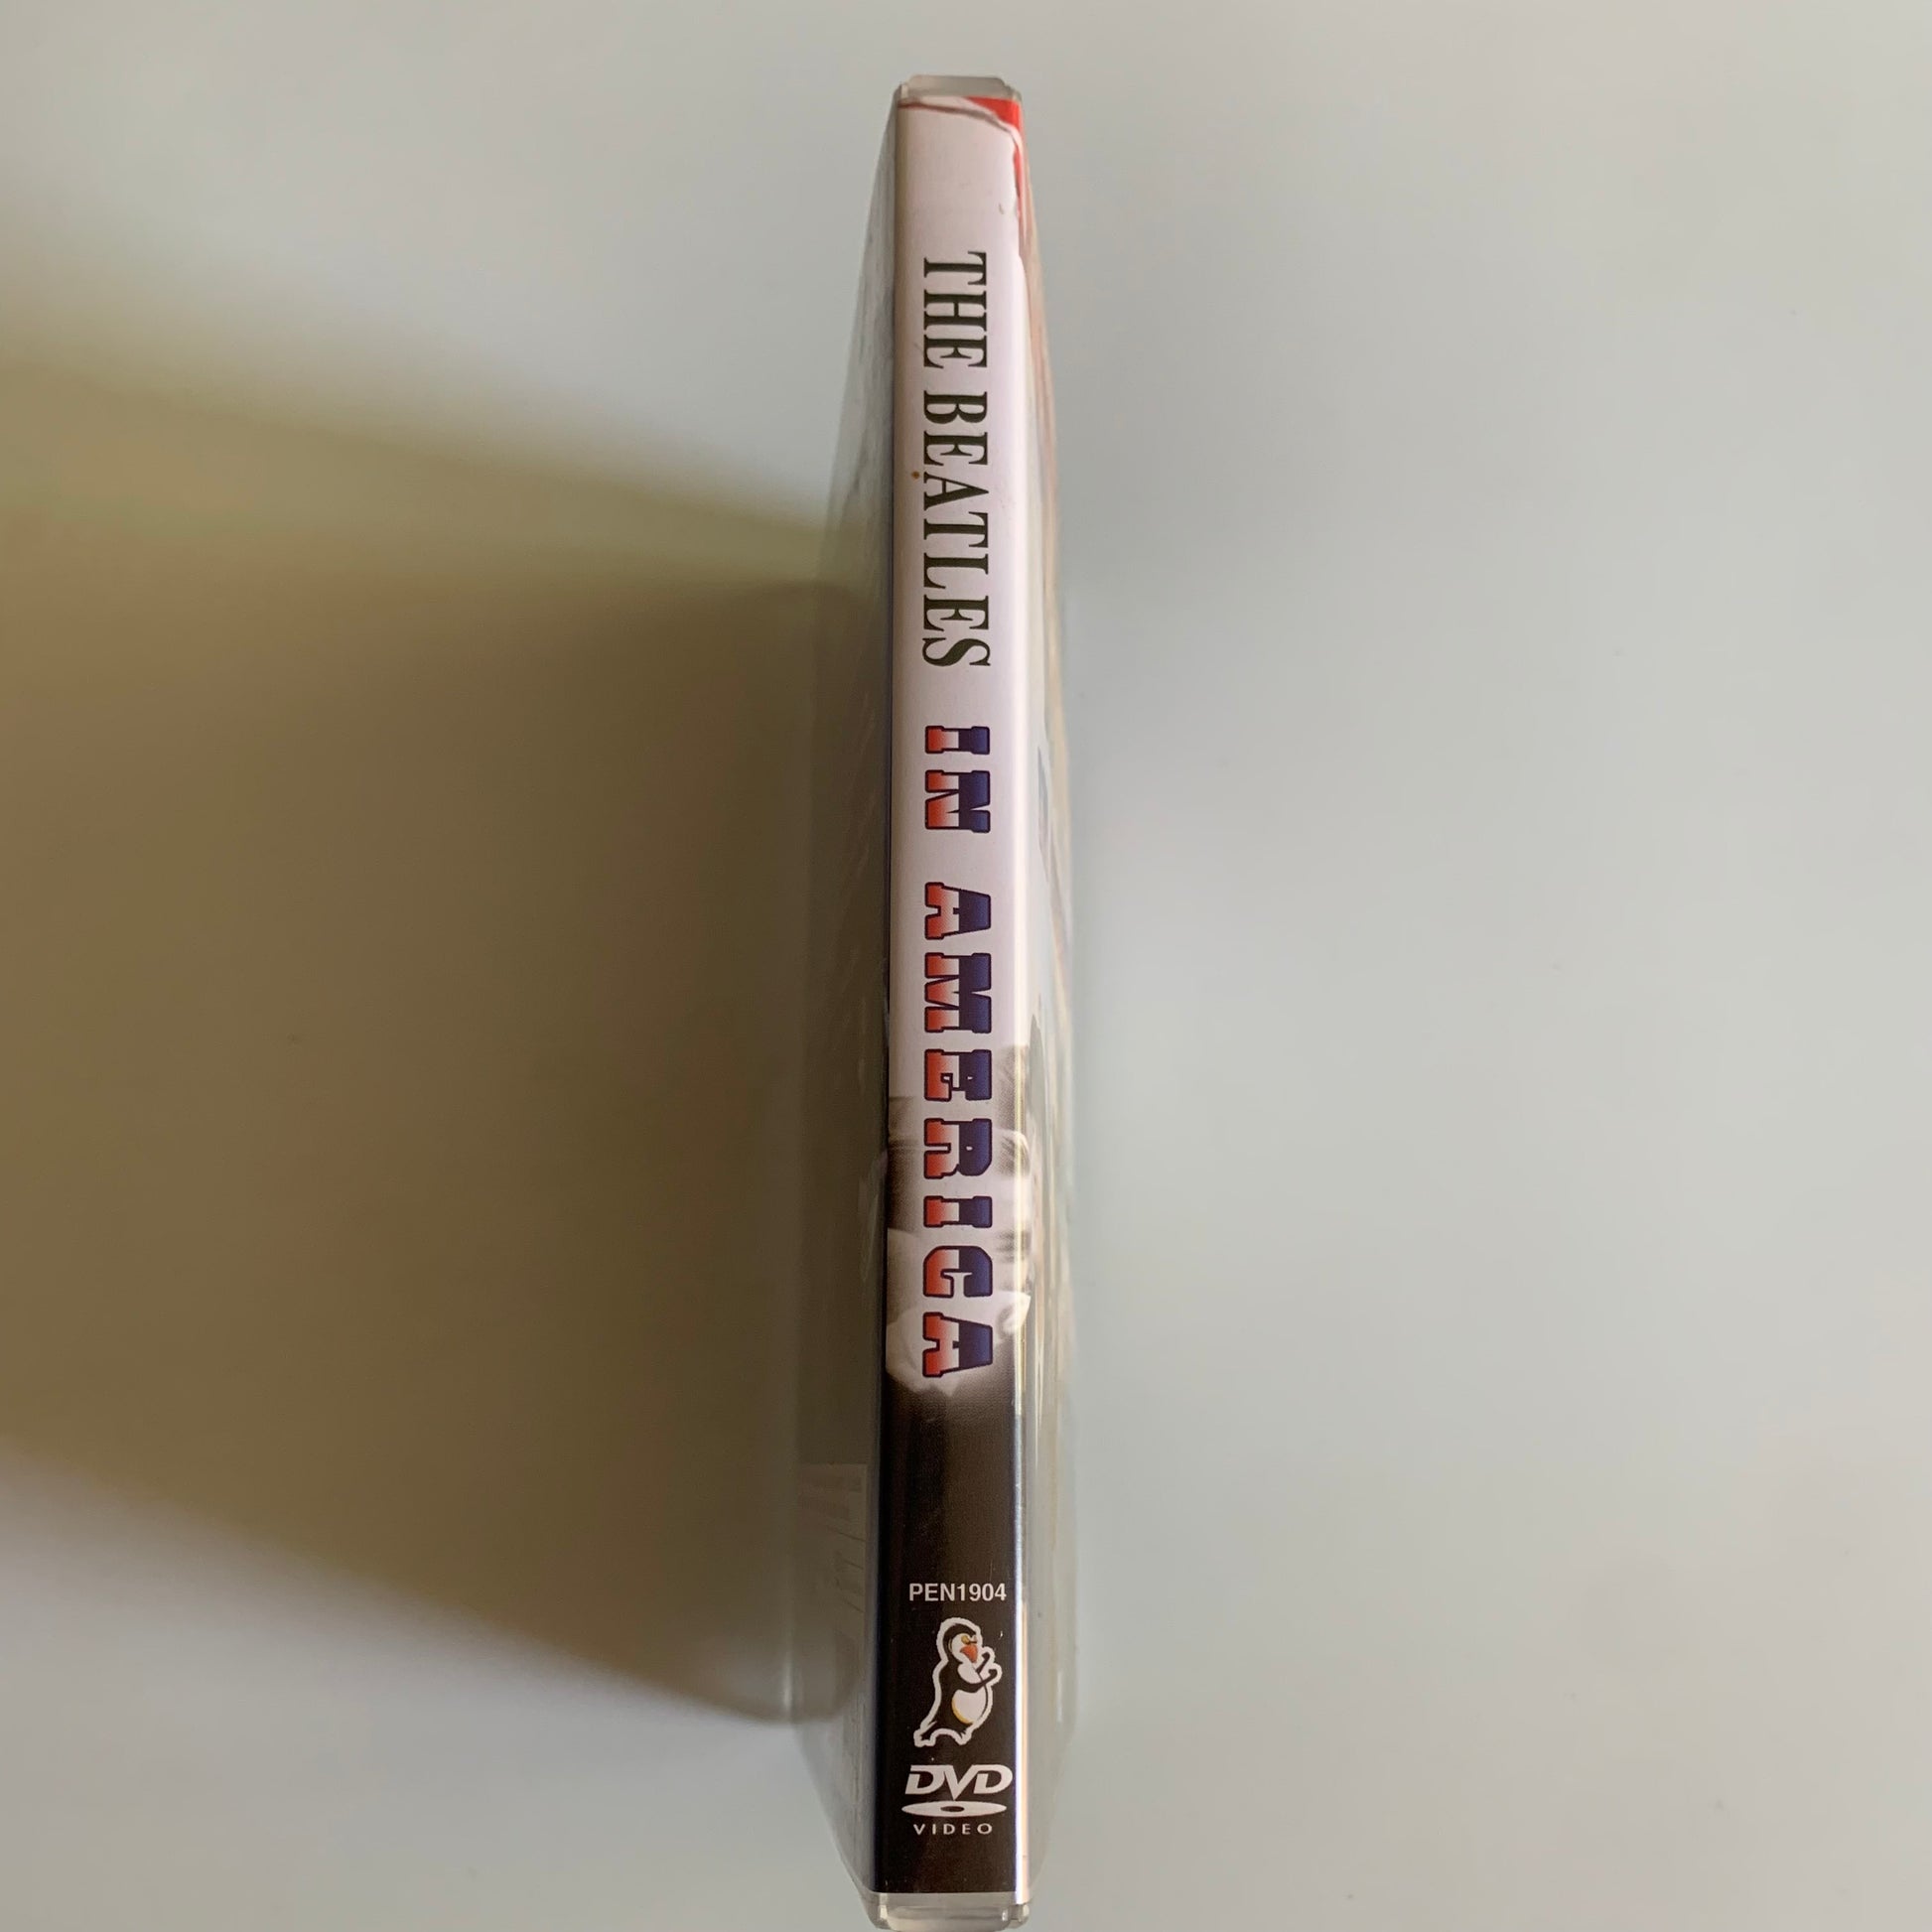 THE BEATLES IN AMERICA
PEN1904
DVD
VIDEO